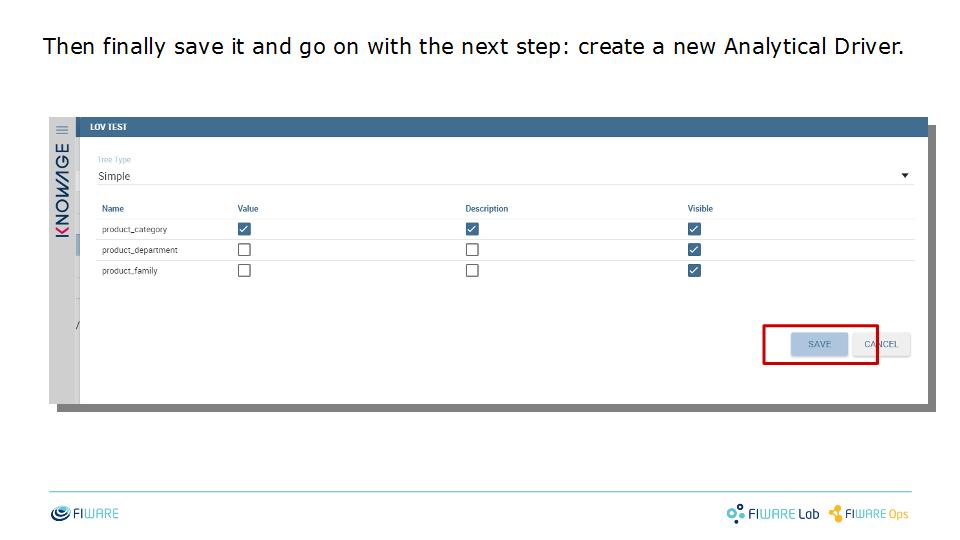 Then finally save it and go on with the next step: create a new Analytical Driver.
KNOWAGE
LOV TEST
Tree Type
Simple
Name Value Description Visible
product_category
product_department
product_family
/
SAVE CANCEL
FIWARE
FIWARE Lab
FIWARE Ops